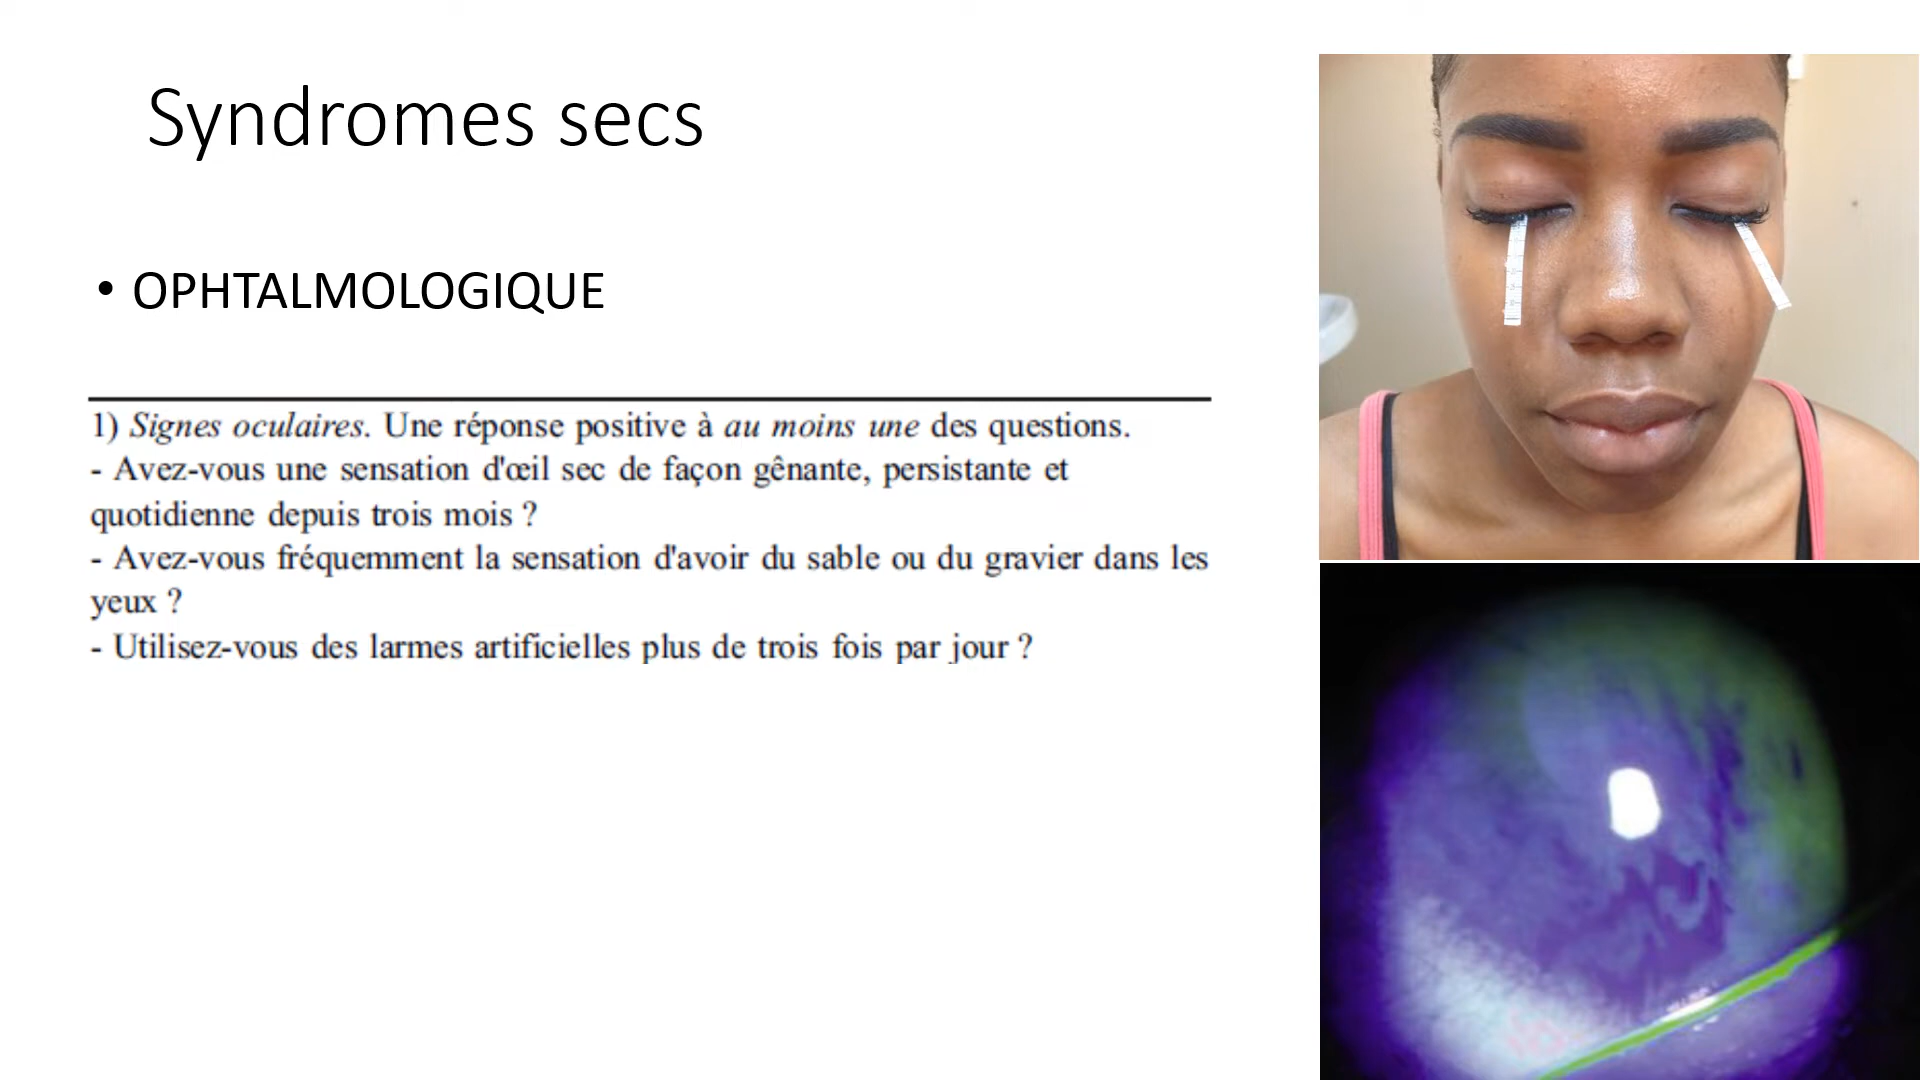 Syndromes secs
• OPHTALMOLOGIQUE
1) Signes oculaires. Une réponse positive à au moins une des questions.
- Avez-vous une sensation d'œil sec de façon gênante, persistante et
quotidienne depuis trois mois ?
- Avez-vous fréquemment la sensation d'avoir du sable ou du gravier dans les
yeux ?
- Utilisez-vous des larmes artificielles plus de trois fois par jour ?